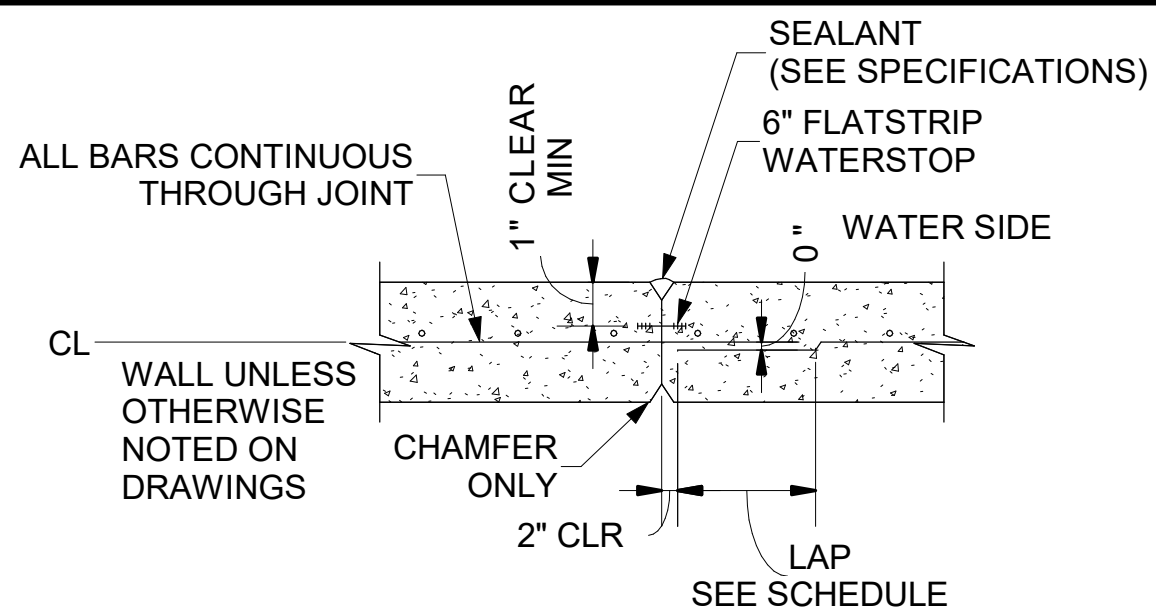 SEALANT
(SEE SPECIFICATIONS)
6" FLATSTRIP
WATERSTOP
ALL BARS CONTINUOUS
THROUGH JOINT
1" CLEAR
MIN
0"
WATER SIDE
CL
WALL UNLESS
OTHERWISE
NOTED ON
DRAWINGS
CHAMFER
ONLY
2" CLR
LAP
SEE SCHEDULE